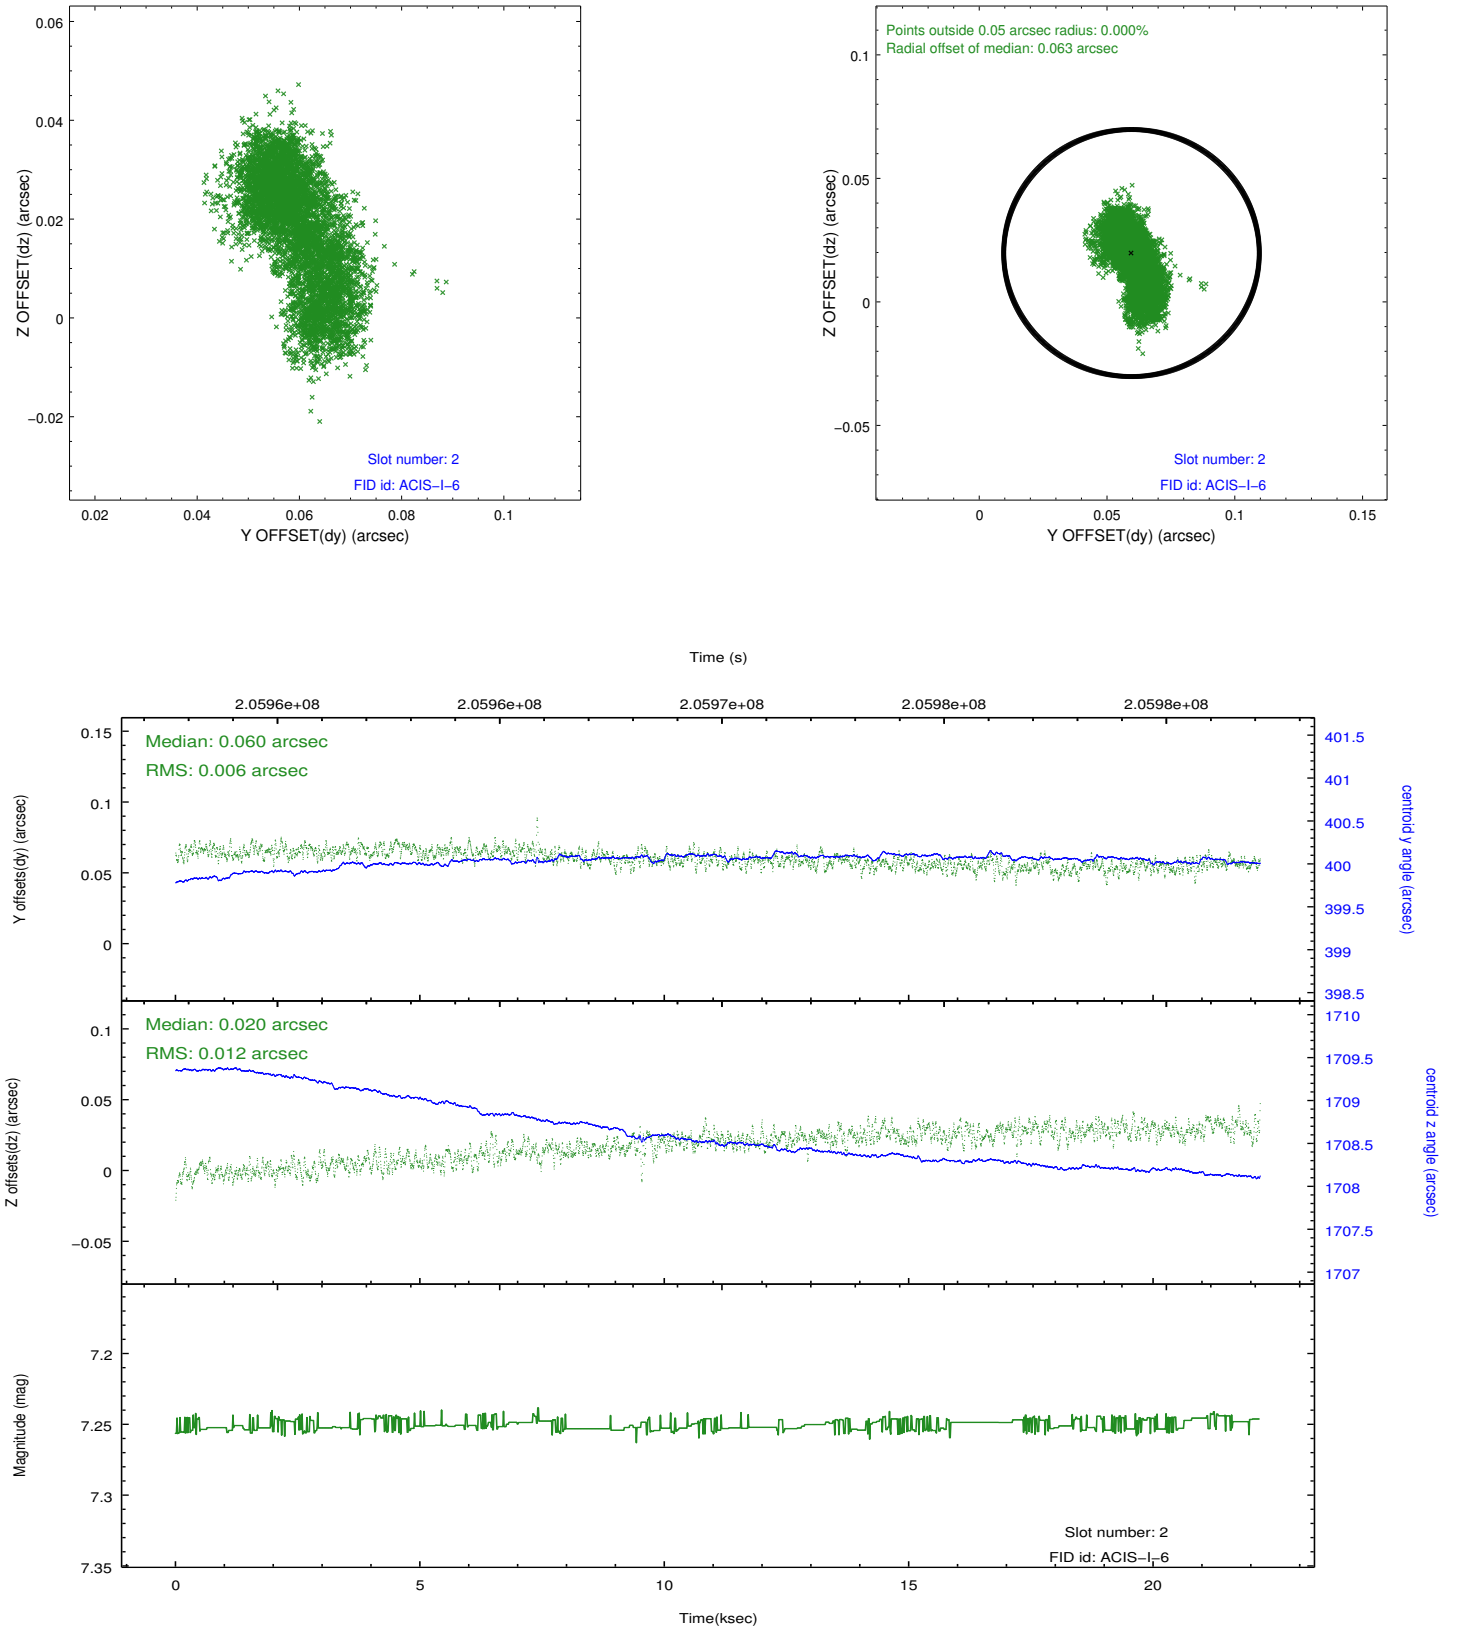 0.06
0.04
0.02
0
−0.02
Z OFFSET(dz) (arcsec)
Slot number: 2
FID id: ACIS−I−6
0.02 0.04 0.06 0.08 0.1
Y OFFSET(dy) (arcsec)
Points outside 0.05 arcsec radius: 0.000%
Radial offset of median: 0.063 arcsec
0.1
0.05
0
−0.05
Z OFFSET(dz) (arcsec)
Slot number: 2
FID id: ACIS−I−6
0 0.05 0.1 0.15
Y OFFSET(dy) (arcsec)
Time (s)
2.0596e+08 2.0596e+08 2.0597e+08 2.0598e+08 2.0598e+08
Median: 0.060 arcsec
RMS: 0.006 arcsec
0.15
0.1
0.05
0
Y offsets(dy) (arcsec)
401.5
401
400.5
400
399.5
399
398.5
centroid y angle (arcsec)
Median: 0.020 arcsec
RMS: 0.012 arcsec
0.1
0.05
0
−0.05
Z offsets(dz) (arcsec)
1710
1709.5
1709
1708.5
1708
1707.5
1707
centroid z angle (arcsec)
7.2
7.25
7.3
7.35
Magnitude (mag)
Slot number: 2
FID id: ACIS−I−6
0 5 10 15 20
Time(ksec)